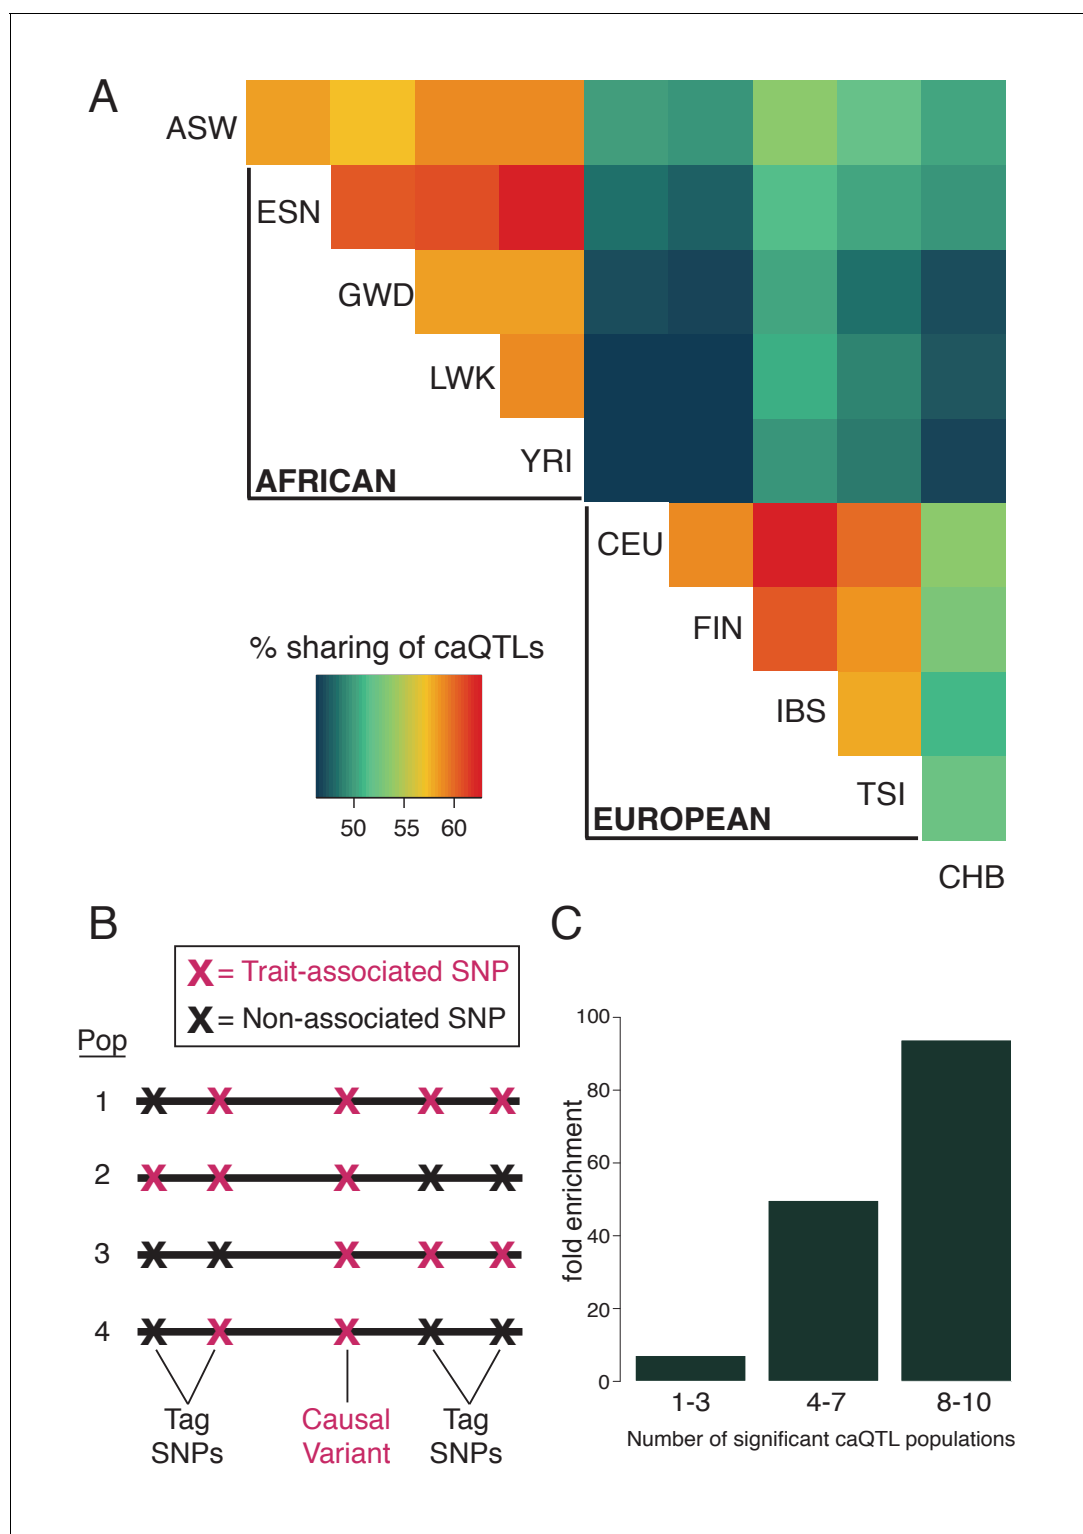 A
ASW
ESN
GWD
LWK
YRI
AFRICAN
CEU
FIN
IBS
TSI
EUROPEAN
CHB
% sharing of caQTLs
50 55 60
B
X = Trait-associated SNP
X = Non-associated SNP
Pop
1
X X X X X
2
X X X X X
3
X X X X X
4
X X X X X
Tag
SNPs
Causal
Variant
Tag
SNPs
C
fold enrichment
100
80
60
40
20
0
1-3 4-7 8-10
Number of significant caQTL populations